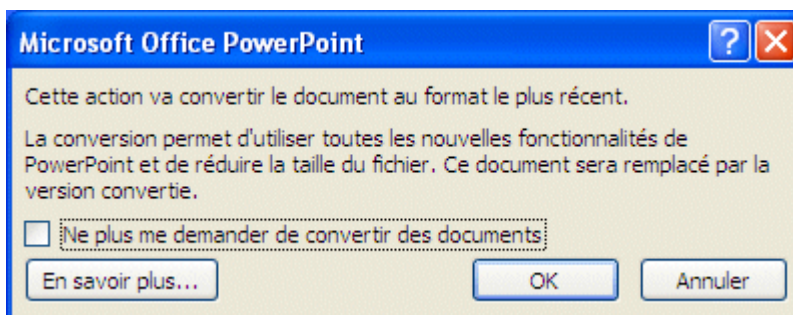 Microsoft Office PowerPoint
Cette action va convertir le document au format le plus récent.
La conversion permet d'utiliser toutes les nouvelles fonctionnalités de
PowerPoint et de réduire la taille du fichier. Ce document sera remplacé par la
version convertie.
Ne plus me demander de convertir des documents
En savoir plus... OK Annuler